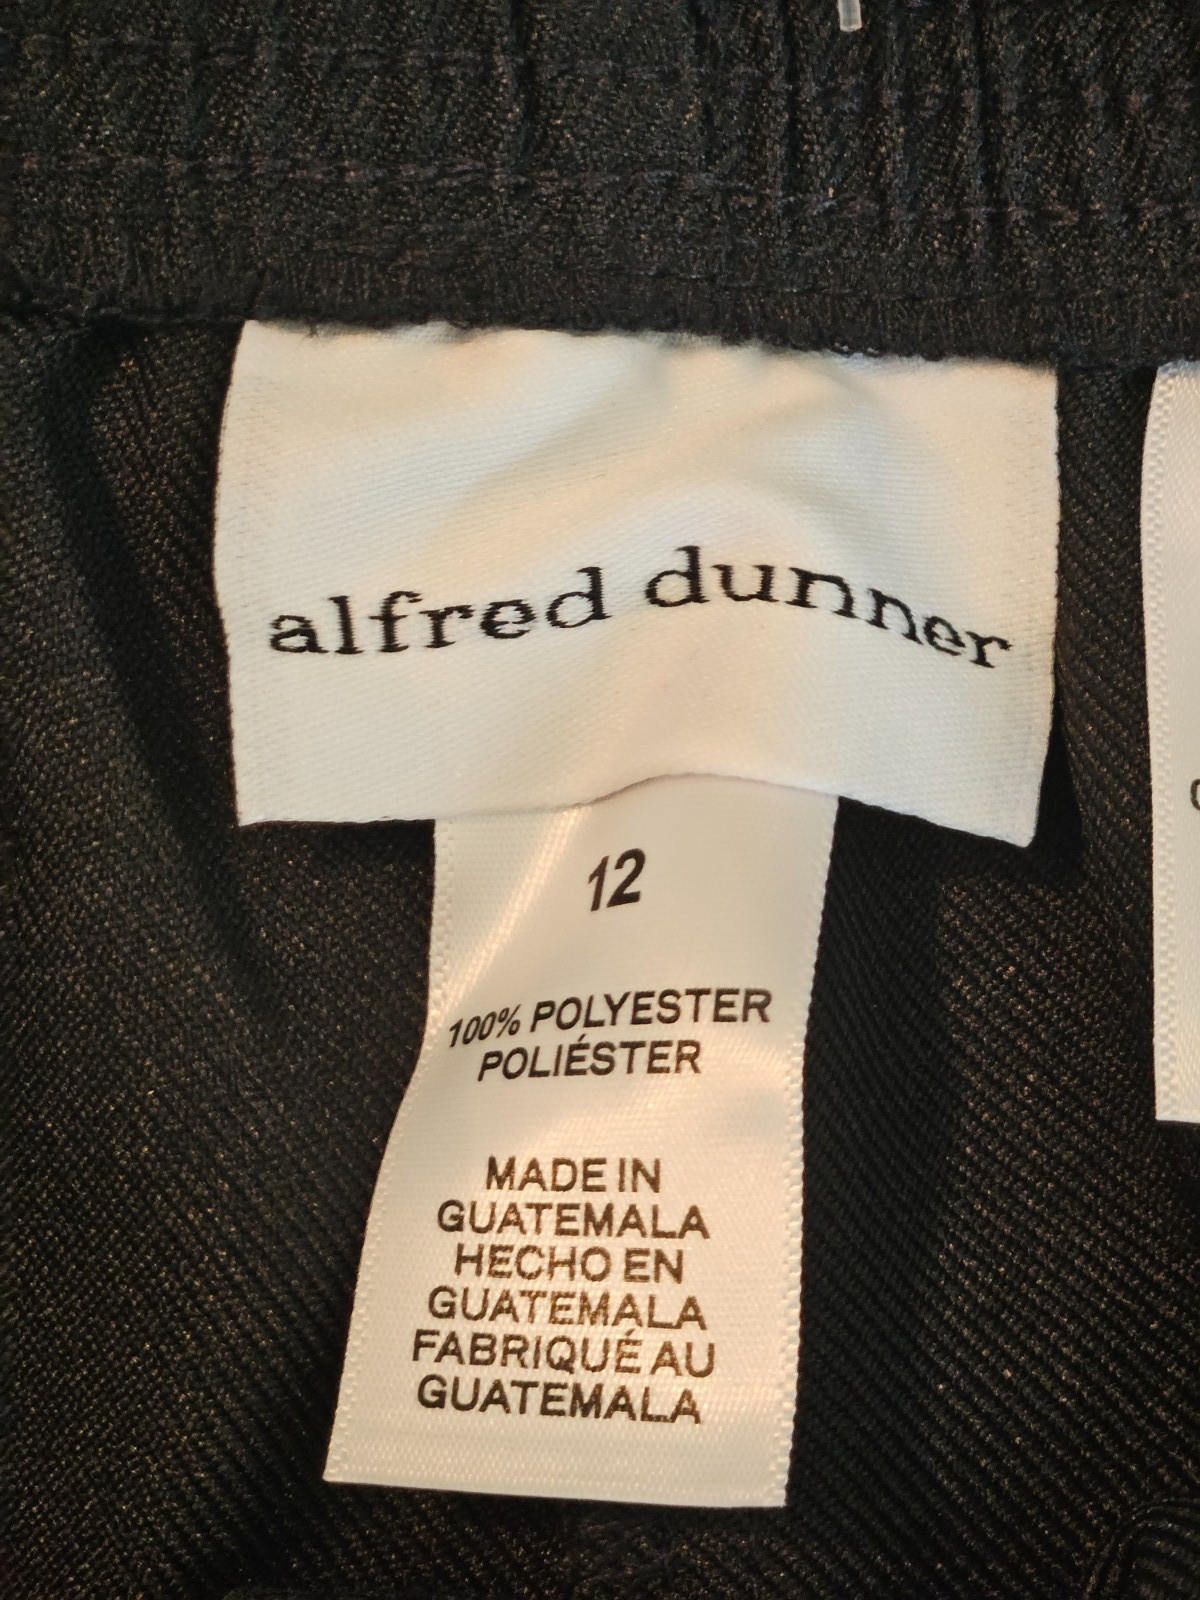 alfred dunner
12
100% POLYESTER
POLIÉSTER
MADE IN
GUATEMALA
HECHO EN
GUATEMALA
FABRIQUÉ AU
GUATEMALA